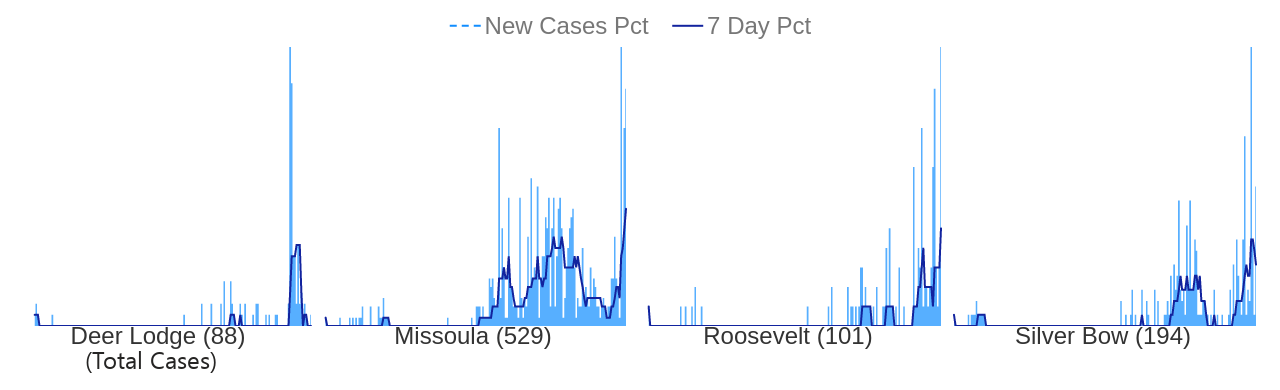 New Cases Pct 7 Day Pct
Deer Lodge (88) Missoula (529) Roosevelt (101) Silver Bow (194)
(Total Cases)